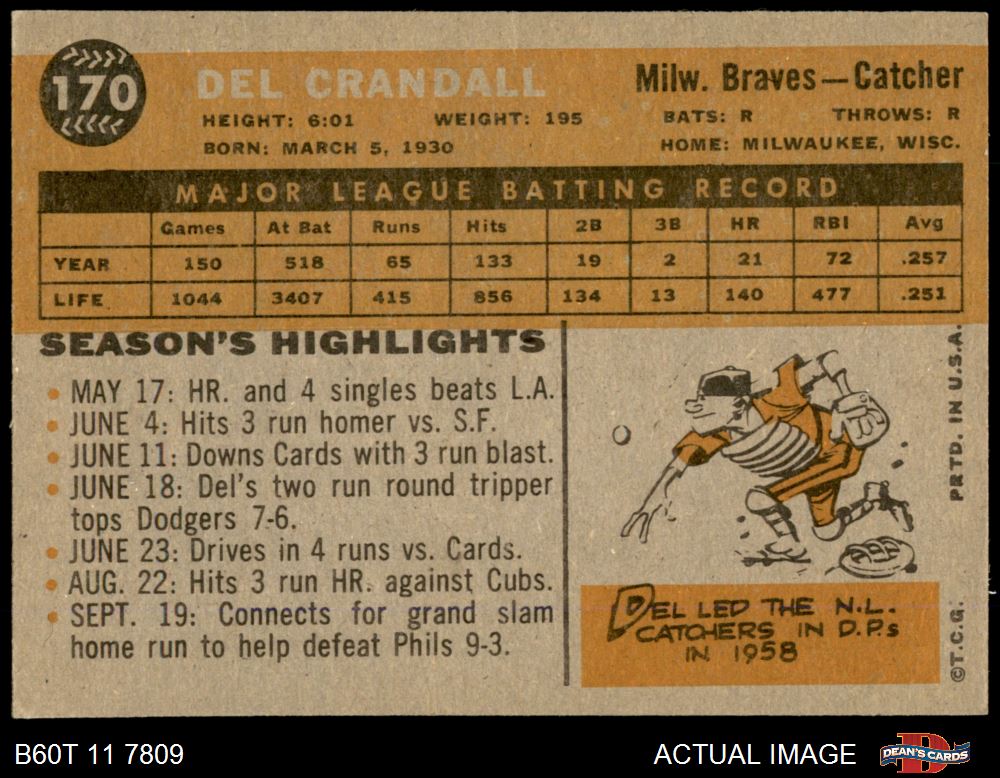 170
DEL CRANDALL
Milw. Braves—Catcher
HEIGHT: 6:01 WEIGHT: 195 BATS: R THROWS: R
BORN: MARCH 5, 1930 HOME: MILWAUKEE, WISC.
MAJOR LEAGUE BATTING RECORD
Games At Bat Runs Hits 2B 3B HR RBI Avg
YEAR 150 518 65 133 19 2 21 72 .257
LIFE 1044 3407 415 856 134 13 140 477 .251
SEASON'S HIGHLIGHTS
• MAY 17: HR. and 4 singles beats L.A.
• JUNE 4: Hits 3 run homer vs. S.F.
• JUNE 11: Downs Cards with 3 run blast.
• JUNE 18: Del's two run round tripper
tops Dodgers 7-6.
• JUNE 23: Drives in 4 runs vs. Cards.
• AUG. 22: Hits 3 run HR. against Cubs.
• SEPT. 19: Connects for grand slam
home run to help defeat Phils 9-3.
DEL LED THE N.L.
CATCHERS IN D.P.s
IN 1958
©T.C.G. PRTD. IN U.S.A.
B60T 11 7809
ACTUAL IMAGE
D
DEAN'S CARDS